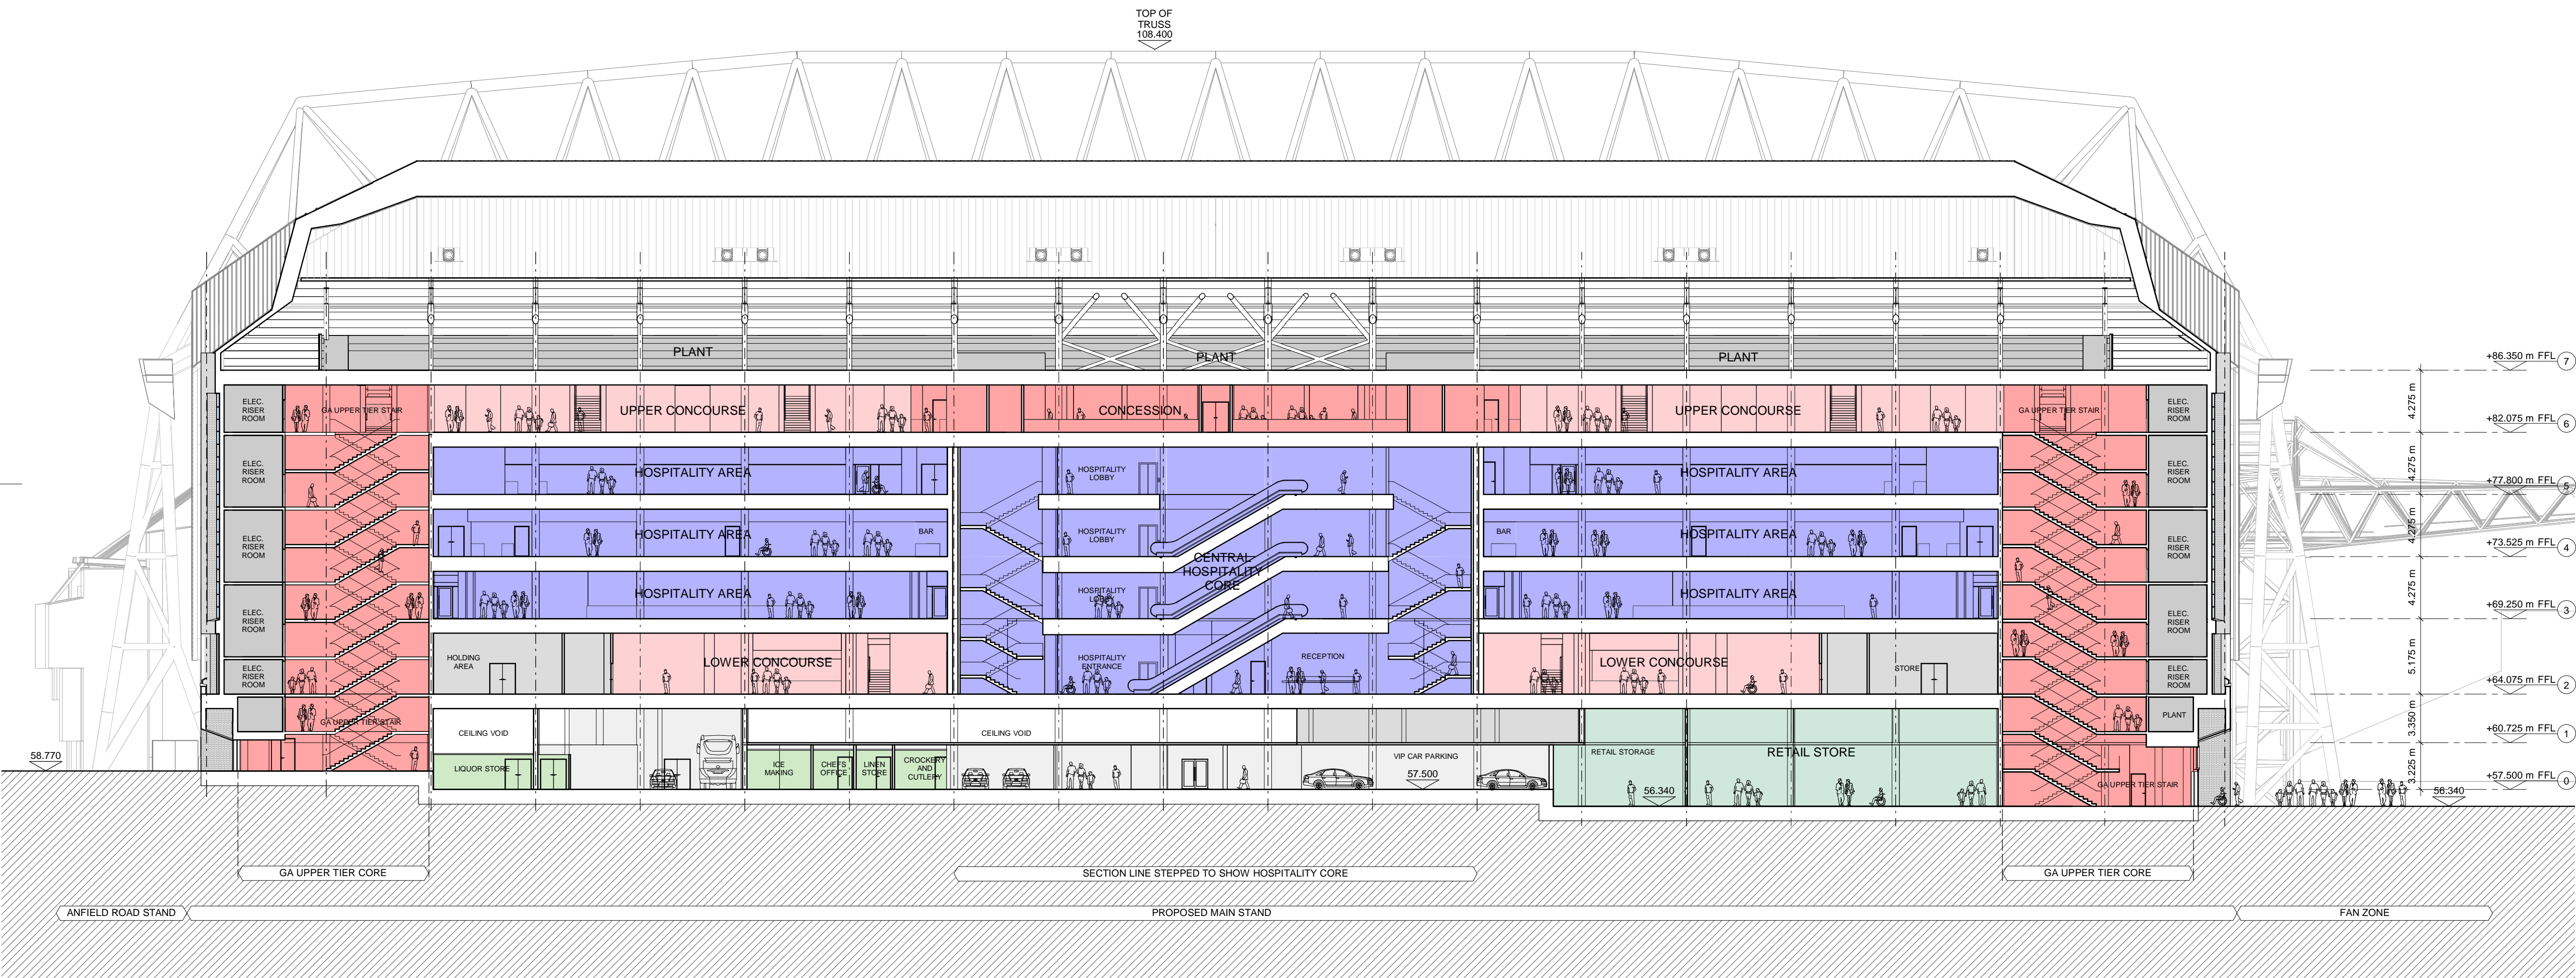 TOP OF
TRUSS
108.400
PLANT
PLANT
PLANT
+86.350 m FFL
7
4.275 m
ELEC.
RISER
ROOM
GA UPPER TIER STAIR
UPPER CONCOURSE
CONCESSION
UPPER CONCOURSE
GA UPPER TIER STAIR
ELEC.
RISER
ROOM
+82.075 m FFL
6
4.275 m
ELEC.
RISER
ROOM
HOSPITALITY AREA
HOSPITALITY
LOBBY
HOSPITALITY AREA
ELEC.
RISER
ROOM
+77.800 m FFL
5
4.275 m
ELEC.
RISER
ROOM
HOSPITALITY AREA
BAR
HOSPITALITY
LOBBY
CENTRAL
HOSPITALITY
CORE
BAR
HOSPITALITY AREA
ELEC.
RISER
ROOM
+73.525 m FFL
4
4.275 m
ELEC.
RISER
ROOM
HOSPITALITY AREA
HOSPITALITY
LOBBY
HOSPITALITY AREA
ELEC.
RISER
ROOM
+69.250 m FFL
3
5.175 m
ELEC.
RISER
ROOM
HOLDING
AREA
LOWER CONCOURSE
HOSPITALITY
ENTRANCE
RECEPTION
LOWER CONCOURSE
STORE
ELEC.
RISER
ROOM
+64.075 m FFL
2
3.350 m
GA UPPER TIER STAIR
CEILING VOID
CEILING VOID
PLANT
+60.725 m FFL
1
3.225 m
58.770
LIQUOR STORE
ICE
MAKING
CHEFS
OFFICE
LINEN
STORE
CROCKERY
AND
CUTLERY
VIP CAR PARKING
57.500
RETAIL STORAGE
RETAIL STORE
56.340
GA UPPER TIER STAIR
+57.500 m FFL
0
56.340
GA UPPER TIER CORE
SECTION LINE STEPPED TO SHOW HOSPITALITY CORE
GA UPPER TIER CORE
ANFIELD ROAD STAND
PROPOSED MAIN STAND
FAN ZONE